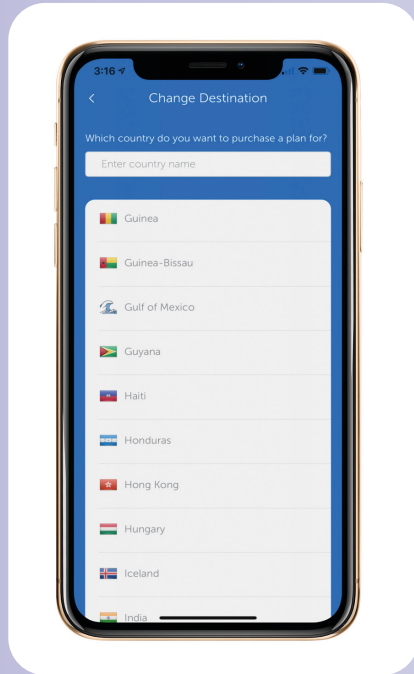 3:16
Change Destination
Which country do you want to purchase a plan for?
Enter country name
Guinea
Guinea-Bissau
Gulf of Mexico
Guyana
Haiti
Honduras
Hong Kong
Hungary
Iceland
India